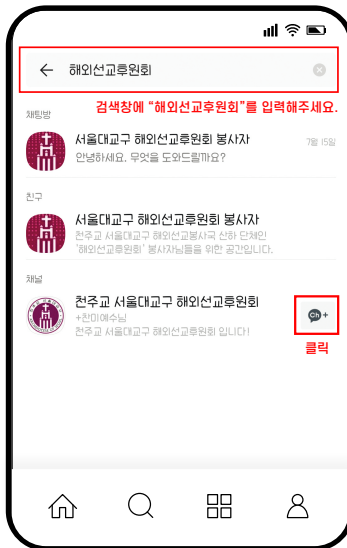 해외선교후원회
검색창에 "해외선교후원회"를 입력해주세요.
채팅방
서울대교구 해외선교후원회 봉사자
7월 15일
안녕하세요. 무엇을 도와드릴까요?
친구
서울대교구 해외선교후원회 봉사자
천주교 서울대교구 해외선교봉사국 산하 단체인
'해외선교후원회' 봉사자님들을 위한 공간입니다.
채널
천주교 서울대교구 해외선교후원회
+찬미예수님
천주교 서울대교구 해외선교후원회 입니다!
Ch+
클릭